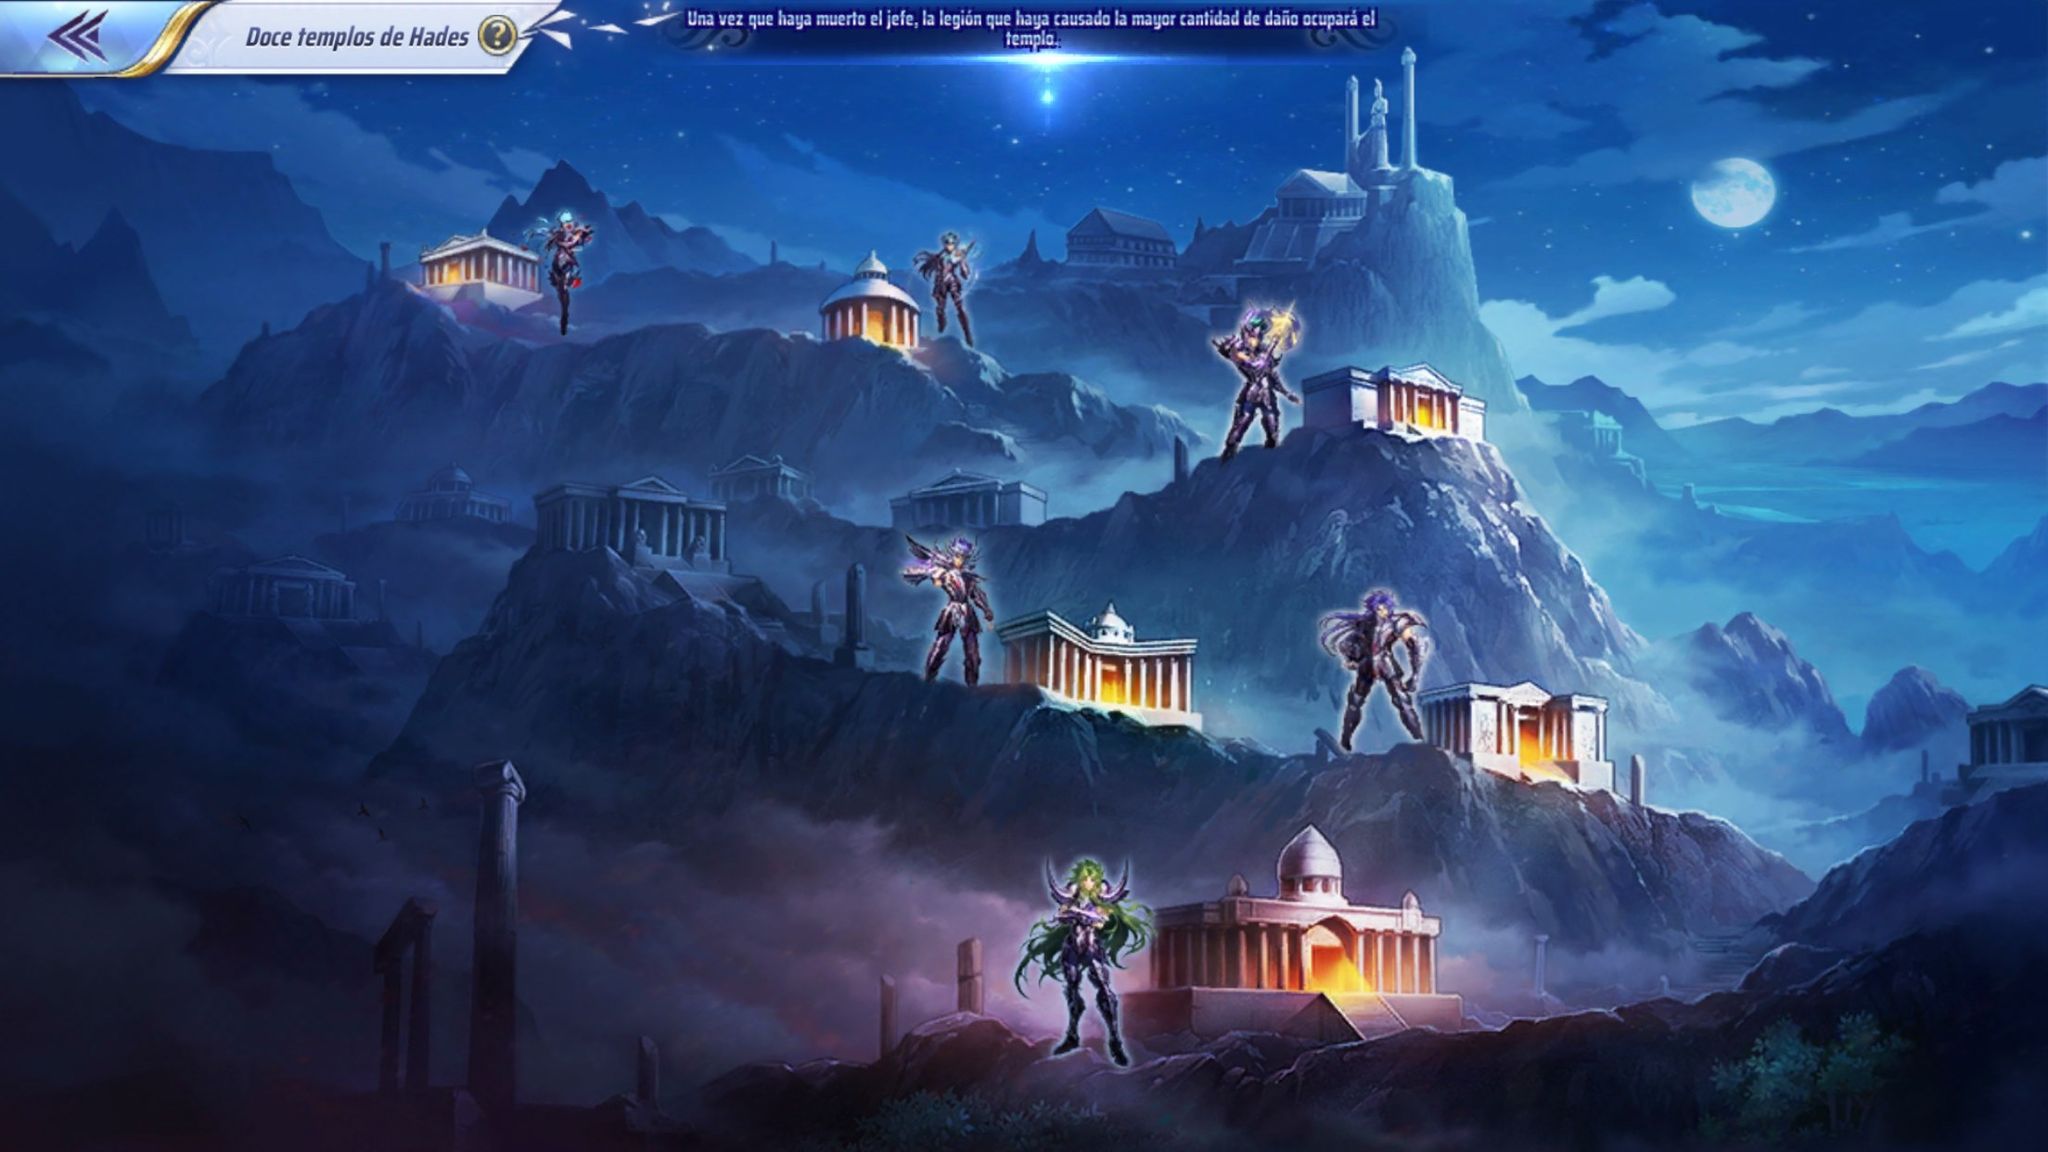 Doce templos de Hades ?
Una vez que haya muerto el jefe, la legión que haya causado la mayor cantidad de daño ocupará el
templo.